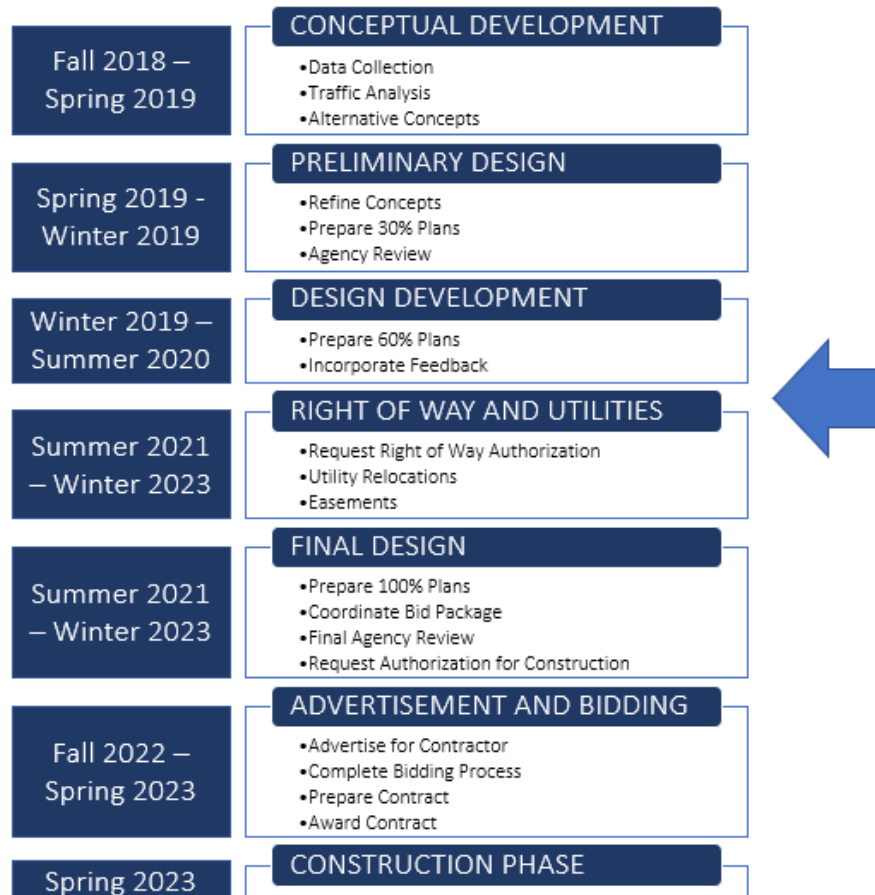 Fall 2018 –
Spring 2019
CONCEPTUAL DEVELOPMENT
•Data Collection
•Traffic Analysis
•Alternative Concepts
Spring 2019 -
Winter 2019
PRELIMINARY DESIGN
•Refine Concepts
•Prepare 30% Plans
•Agency Review
Winter 2019 –
Summer 2020
DESIGN DEVELOPMENT
•Prepare 60% Plans
•Incorporate Feedback
Summer 2021
– Winter 2023
RIGHT OF WAY AND UTILITIES
•Request Right of Way Authorization
•Utility Relocations
•Easements
Summer 2021
– Winter 2023
FINAL DESIGN
•Prepare 100% Plans
•Coordinate Bid Package
•Final Agency Review
•Request Authorization for Construction
Fall 2022 –
Spring 2023
ADVERTISEMENT AND BIDDING
•Advertise for Contractor
•Complete Bidding Process
•Prepare Contract
•Award Contract
Spring 2023
CONSTRUCTION PHASE